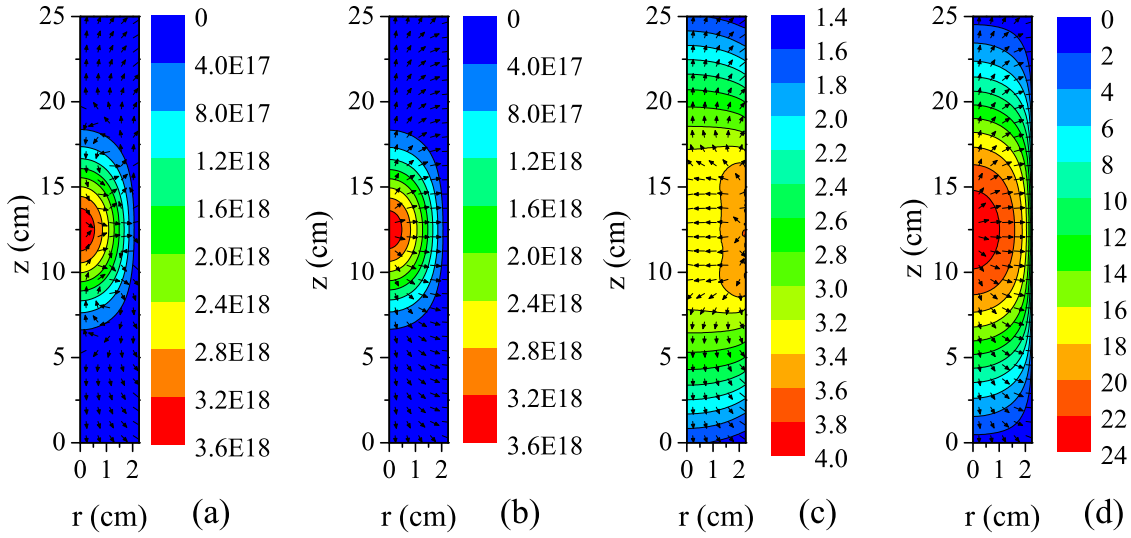 25
20
15
10
5
0
z (cm)
0 1 2
r (cm)
0
4.0E17
8.0E17
1.2E18
1.6E18
2.0E18
2.4E18
2.8E18
3.2E18
3.6E18
(a)
25
20
15
10
5
0
z (cm)
0 1 2
r (cm)
0
4.0E17
8.0E17
1.2E18
1.6E18
2.0E18
2.4E18
2.8E18
3.2E18
3.6E18
(b)
25
20
15
10
5
0
z (cm)
0 1 2
r (cm)
1.4
1.6
1.8
2.0
2.2
2.4
2.6
2.8
3.0
3.2
3.4
3.6
3.8
4.0
(c)
25
20
15
10
5
0
z (cm)
0 1 2
r (cm)
0
2
4
6
8
10
12
14
16
18
20
22
24
(d)